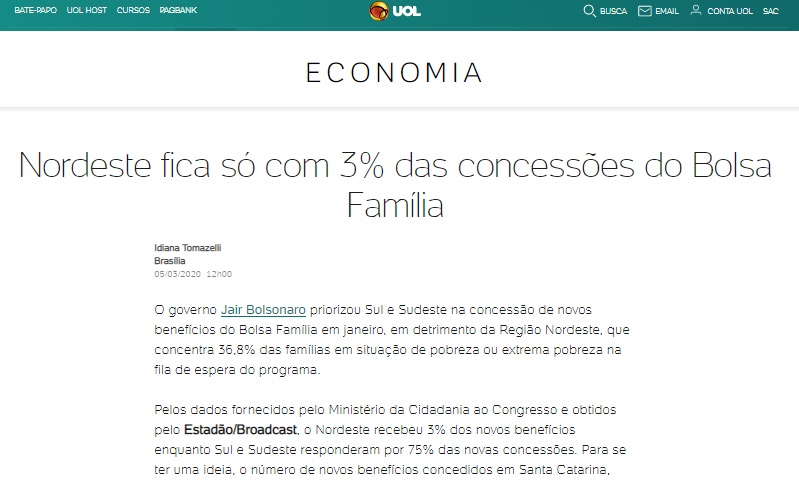 BATE-PAPO UOL HOST CURSOS PAGBANK UOL BUSCA EMAIL CONTA UOL SAC
ECONOMIA
Nordeste fica só com 3% das concessões do Bolsa
Família
Idiana Tomazelli
Brasília
05/03/2020 12h00
O governo Jair Bolsonaro priorizou Sul e Sudeste na concessão de novos
benefícios do Bolsa Família em janeiro, em detrimento da Região Nordeste, que
concentra 36,8% das famílias em situação de pobreza ou extrema pobreza na
fila de espera do programa.
Pelos dados fornecidos pelo Ministério da Cidadania ao Congresso e obtidos
pelo Estadão/Broadcast, o Nordeste recebeu 3% dos novos benefícios
enquanto Sul e Sudeste responderam por 75% das novas concessões. Para se
ter uma ideia, o número de novos benefícios concedidos em Santa Catarina,